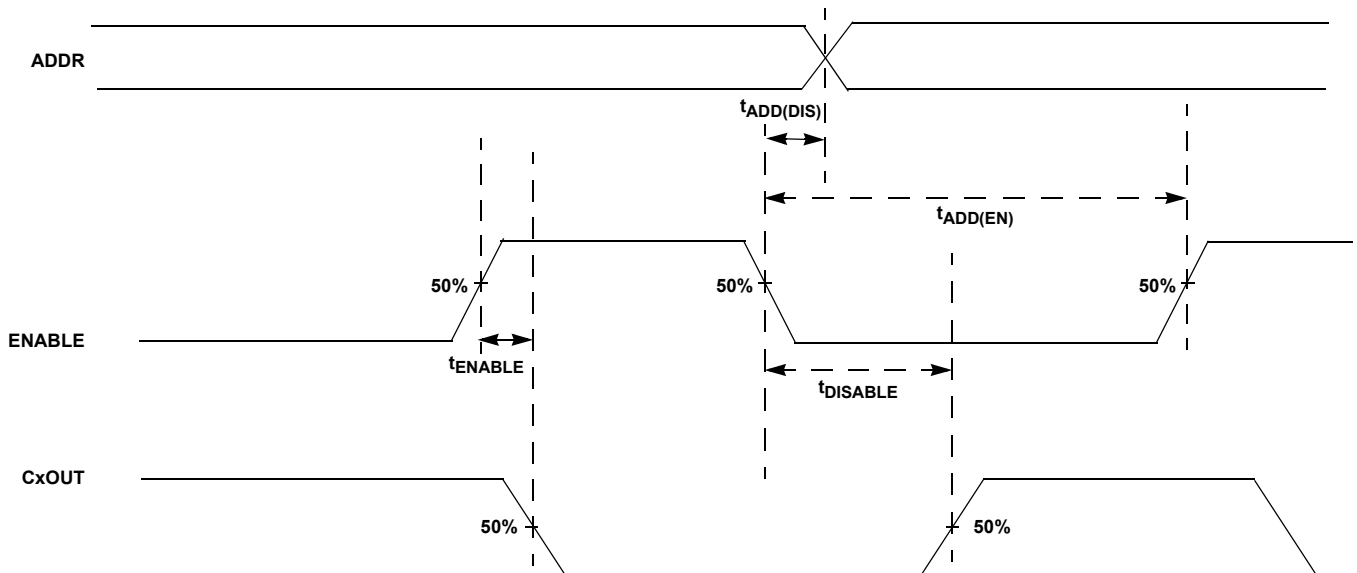 ADDR
tADD(DIS)
tADD(EN)
50%
50%
50%
ENABLE
tENABLE
tDISABLE
CxOUT
50%
50%